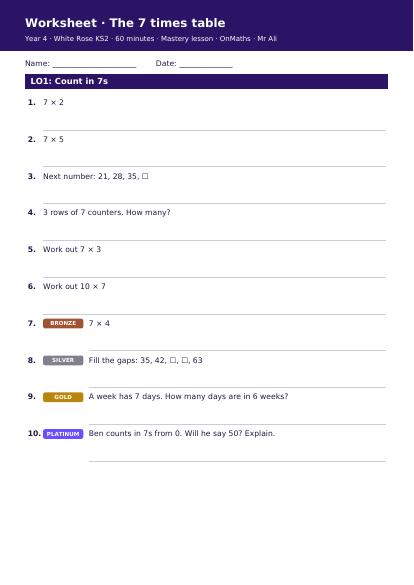 Worksheet · The 7 times table
Year 4 · White Rose KS2 · 60 minutes · Mastery lesson · OnMaths · Mr Ali
Name: ____________________ Date: _____________
LO1: Count in 7s
1. 7 × 2
2. 7 × 5
3. Next number: 21, 28, 35, ☐
4. 3 rows of 7 counters. How many?
5. Work out 7 × 3
6. Work out 10 × 7
7. BRONZE 7 × 4
8. SILVER Fill the gaps: 35, 42, ☐, ☐, 63
9. GOLD A week has 7 days. How many days are in 6 weeks?
10. PLATINUM Ben counts in 7s from 0. Will he say 50? Explain.